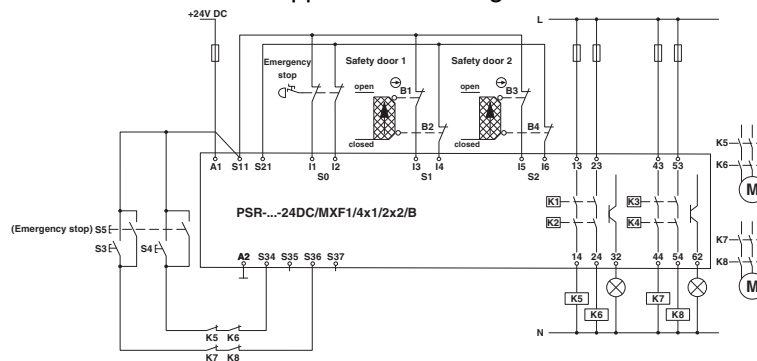 +24V DC
L
Emergency
stop
Safety door 1
Safety door 2
open
B1
open
B3
closed
B2
closed
B4
K5
K6
M
A1 S11 S21 I1 I2 I3 I4 I5 I6 13 23 43 53
S0 S1 S2
K1
K3
K2
K4
PSR-...-24DC/MXF1/4x1/2x2/B
(Emergency stop) S5
S3 S4
K7
K8
M
A2 S34 S35 S36 S37 14 24 32 44 54 62
K5 K7
K6 K8
K5 K6
K7 K8
N